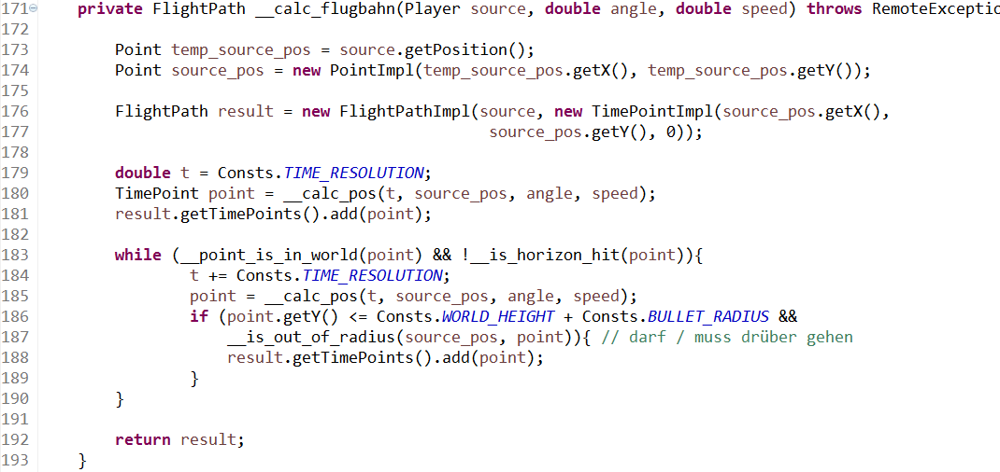 171 private FlightPath __calc_flugbahn(Player source, double angle, double speed) throws RemoteExceptio
172
173 Point temp_source_pos = source.getPosition();
174 Point source_pos = new PointImpl(temp_source_pos.getX(), temp_source_pos.getY());
175
176 FlightPath result = new FlightPathImpl(source, new TimePointImpl(source_pos.getX(),
177 source_pos.getY(), 0));
178
179 double t = Consts.TIME_RESOLUTION;
180 TimePoint point = __calc_pos(t, source_pos, angle, speed);
181 result.getTimePoints().add(point);
182
183 while (__point_is_in_world(point) && !__is_horizon_hit(point)){
184 t += Consts.TIME_RESOLUTION;
185 point = __calc_pos(t, source_pos, angle, speed);
186 if (point.getY() <= Consts.WORLD_HEIGHT + Consts.BULLET_RADIUS &&
187 __is_out_of_radius(source_pos, point)){ // darf / muss drüber gehen
188 result.getTimePoints().add(point);
189 }
190 }
191
192 return result;
193 }